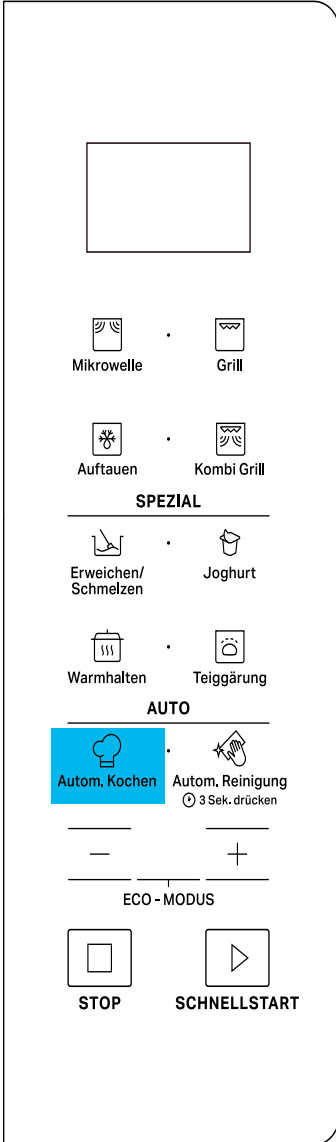 Mikrowelle
Grill
Auftauen
Kombi Grill
SPEZIAL
Erweichen/
Schmelzen
Joghurt
Warmhalten
Teiggärung
AUTO
Autom. Kochen
Autom. Reinigung
3 Sek. drücken
ECO - MODUS
STOP
SCHNELLSTART